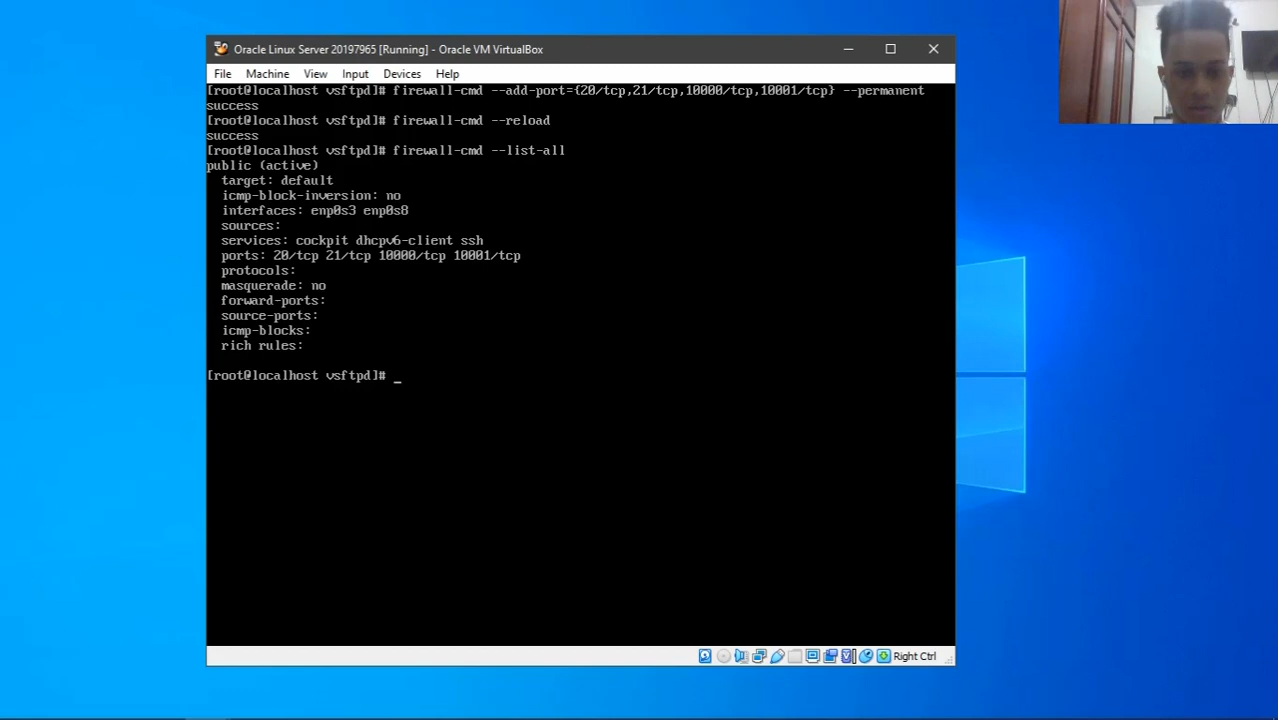 Oracle Linux Server 20197965 [Running] - Oracle VM VirtualBox
File Machine View Input Devices Help
[root@localhost vsftpd]# firewall-cmd --add-port={20/tcp,21/tcp,10000/tcp,10001/tcp} --permanent
success
[root@localhost vsftpd]# firewall-cmd --reload
success
[root@localhost vsftpd]# firewall-cmd --list-all
public (active)
target: default
icmp-block-inversion: no
interfaces: enp0s3 enp0s8
sources:
services: cockpit dhcpv6-client ssh
ports: 20/tcp 21/tcp 10000/tcp 10001/tcp
protocols:
masquerade: no
forward-ports:
source-ports:
icmp-blocks:
rich rules:
[root@localhost vsftpd]# _
Right Ctrl